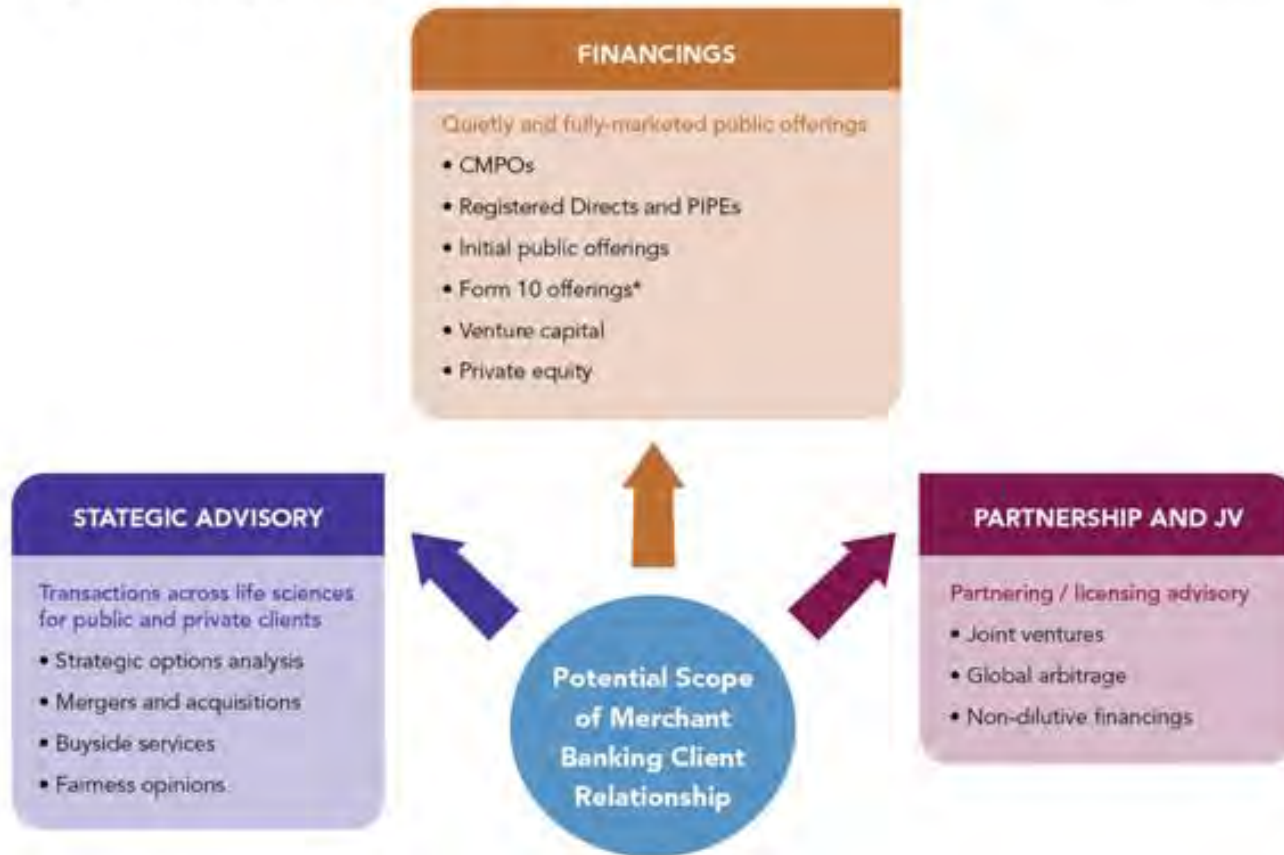 FINANCINGS
Quietly and fully-marketed public offerings
• CMPOs
• Registered Directs and PIPEs
• Initial public offerings
• Form 10 offerings*
• Venture capital
• Private equity
STATEGIC ADVISORY
Transactions across life sciences
for public and private clients
• Strategic options analysis
• Mergers and acquisitions
• Buyside services
• Fairness opinions
Potential Scope
of Merchant
Banking Client
Relationship
PARTNERSHIP AND JV
Partnering / licensing advisory
• Joint ventures
• Global arbitrage
• Non-dilutive financings